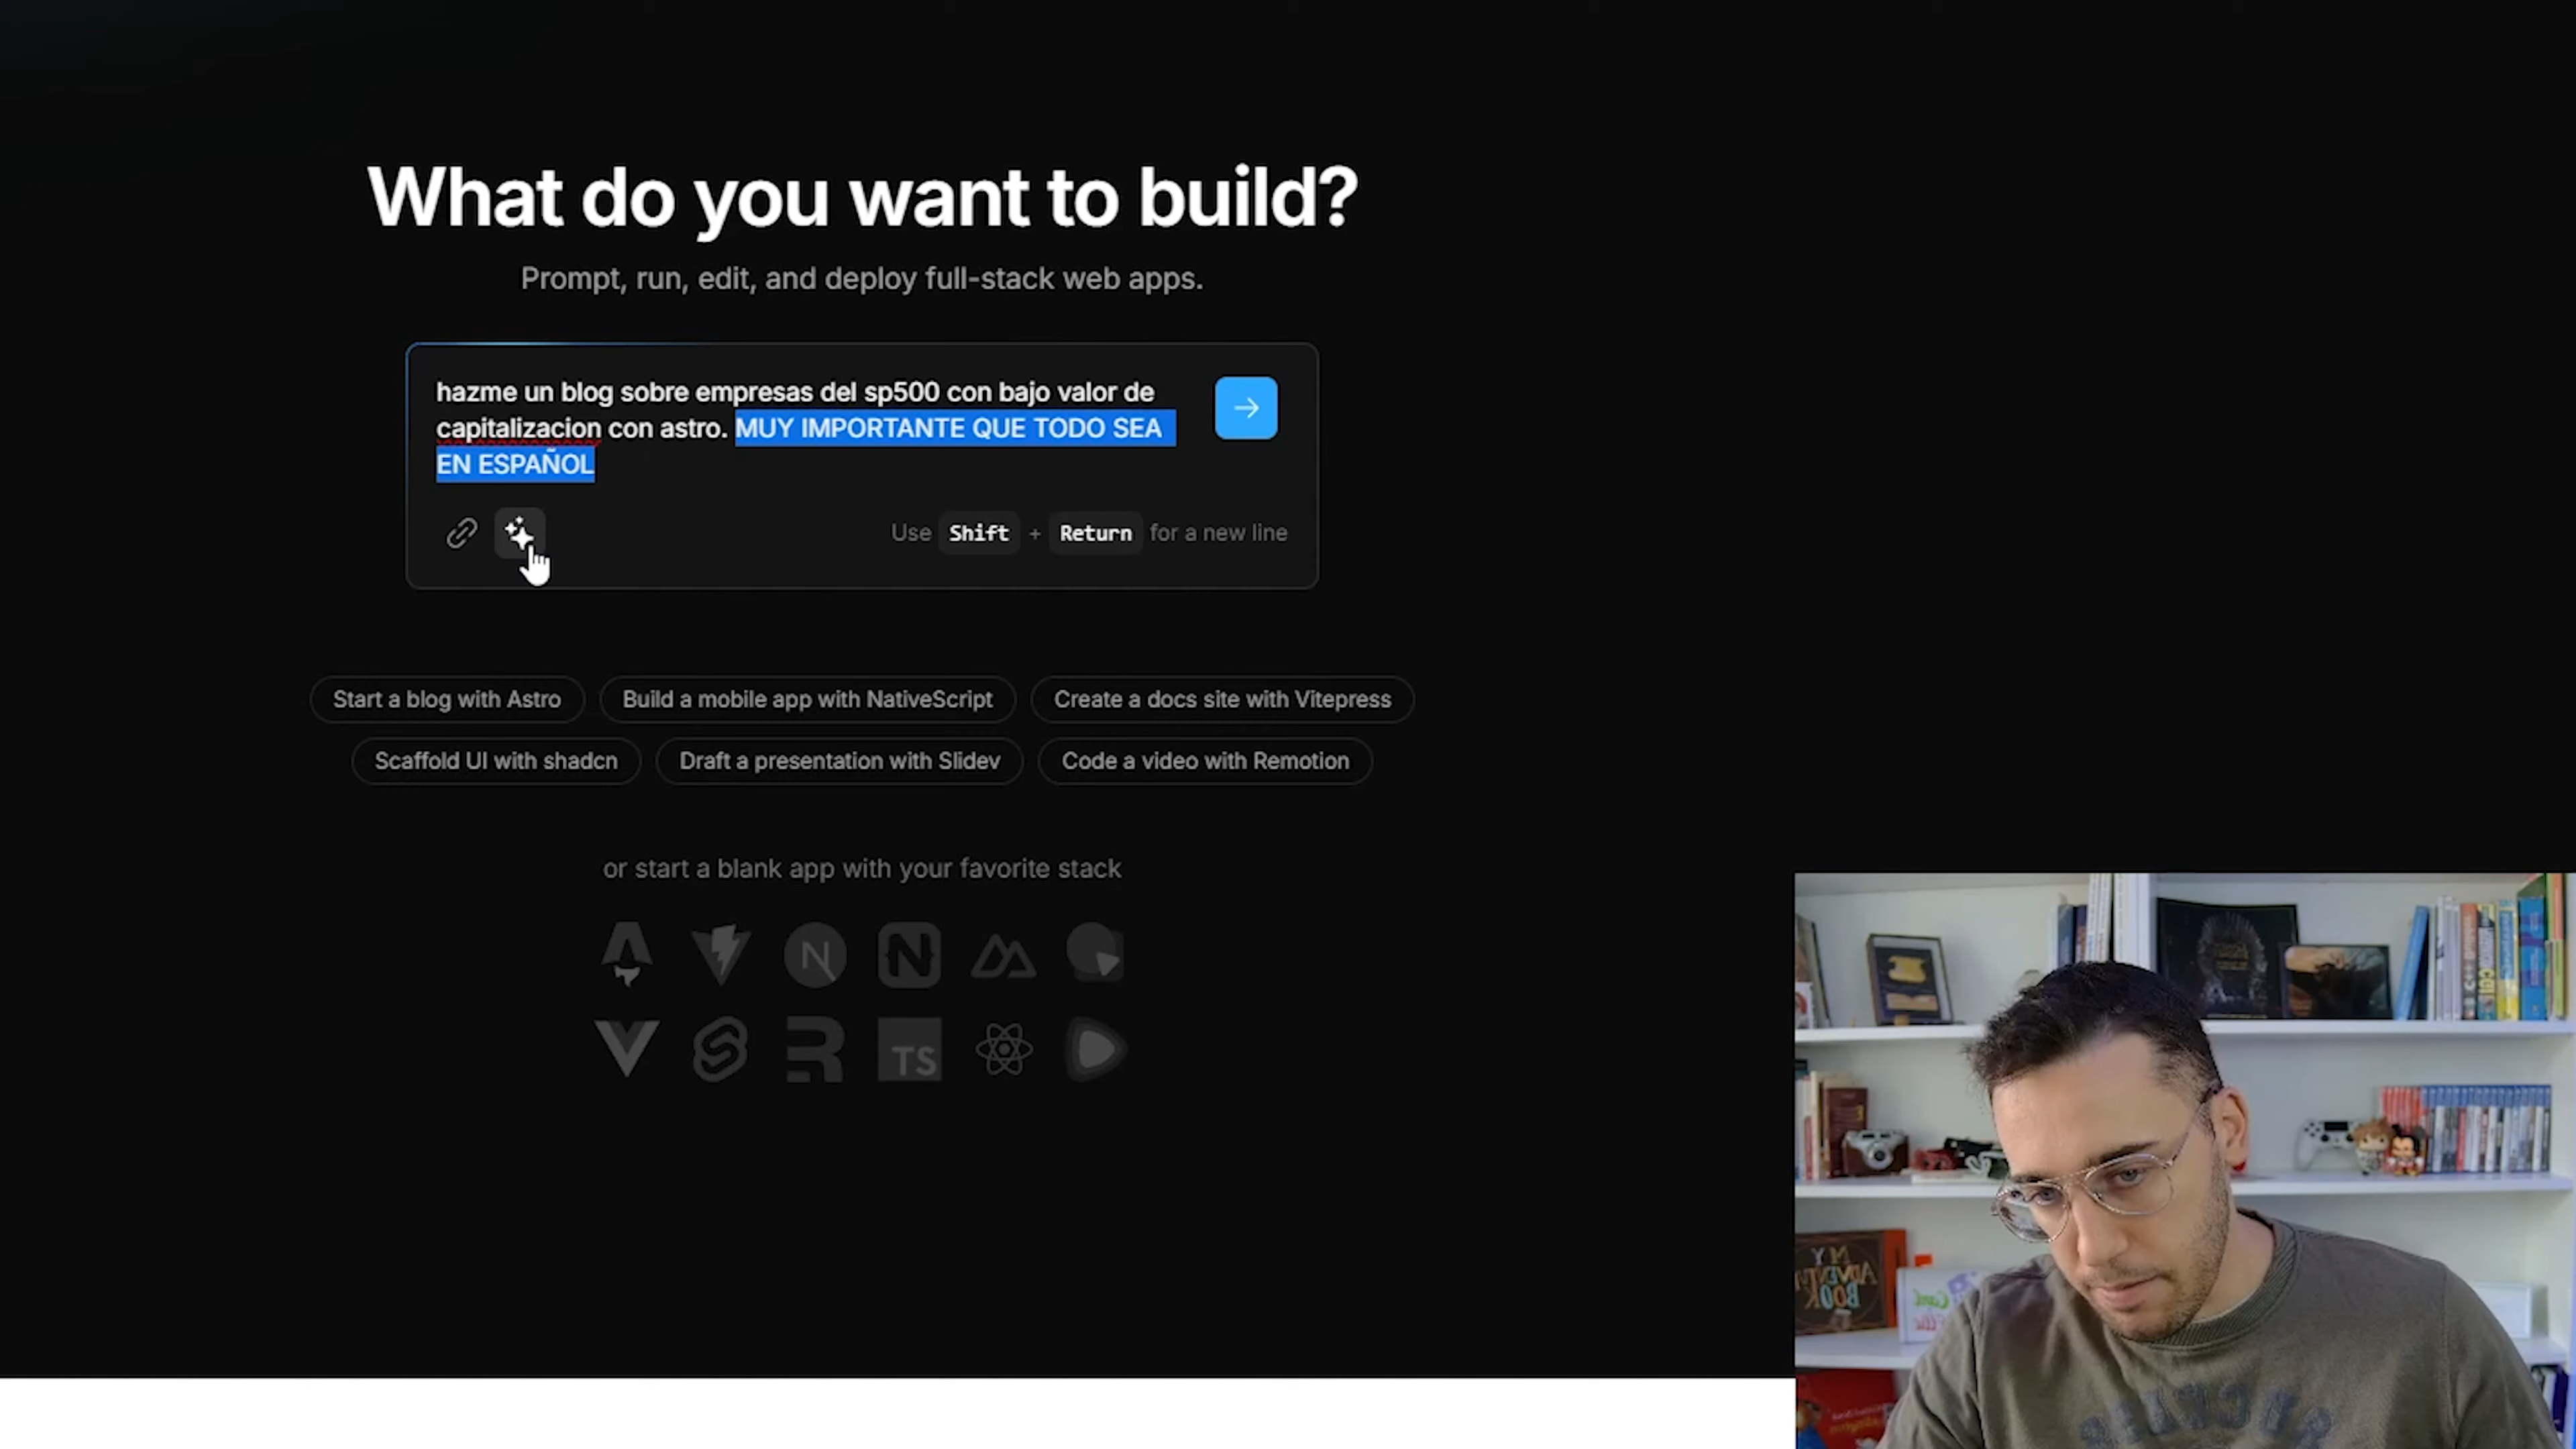 What do you want to build?
Prompt, run, edit, and deploy full-stack web apps.
hazme un blog sobre empresas del sp500 con bajo valor de
capitalizacion con astro. MUY IMPORTANTE QUE TODO SEA
EN ESPAÑOL
Use Shift + Return for a new line
Start a blog with Astro
Build a mobile app with NativeScript
Create a docs site with Vitepress
Scaffold UI with shadcn
Draft a presentation with Slidev
Code a video with Remotion
or start a blank app with your favorite stack
TS
MY
ADVENTURE
BOOK